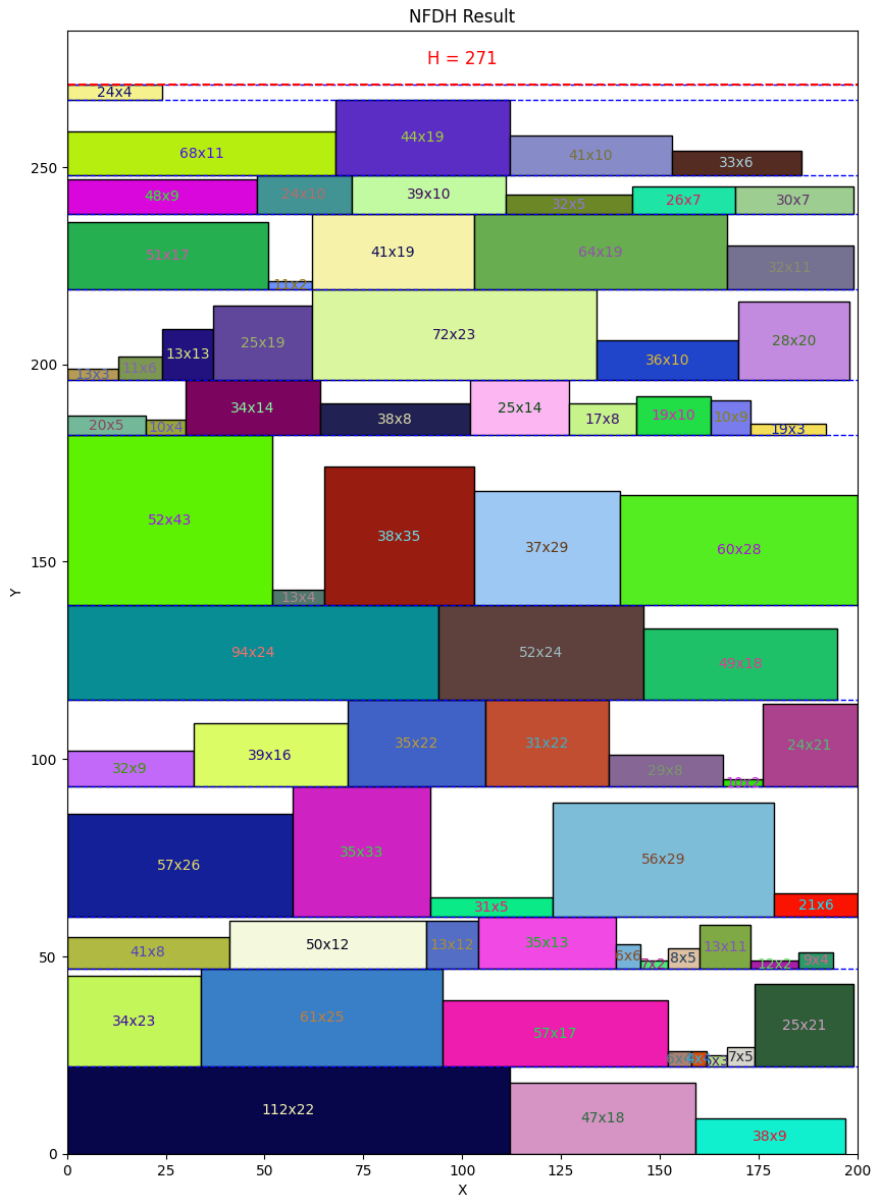 NFDH Result
H = 271
24x4
44x19
68x11
41x10
33x6
250
48x9
24x10
39x10
32x5
26x7
30x7
51x17
11x2
41x19
64x19
32x11
200
13x3
11x6
13x13
25x19
72x23
36x10
28x20
20x5
10x4
34x14
38x8
25x14
17x8
19x10
10x9
19x3
52x43
13x4
38x35
37x29
60x28
150
Y
94x24
52x24
49x18
100
32x9
39x16
35x22
31x22
29x8
10x2
24x21
57x26
35x33
31x5
56x29
21x6
50
41x8
50x12
13x12
35x13
6x6
7x2
8x5
13x11
12x2
9x4
34x23
61x25
57x17
7x5
25x21
112x22
47x18
38x9
0
0
25
50
75
100
125
150
175
200
X